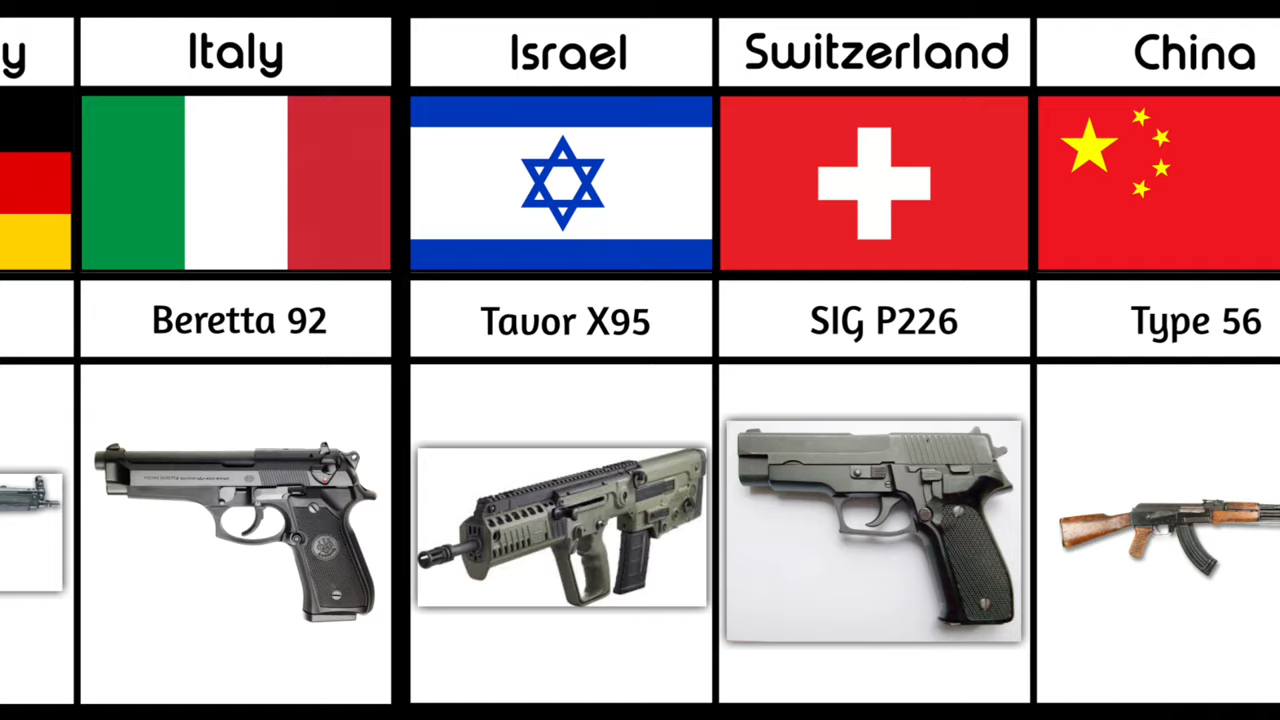 y
Italy
Israel
Switzerland
China
Beretta 92
Tavor X95
SIG P226
Type 56